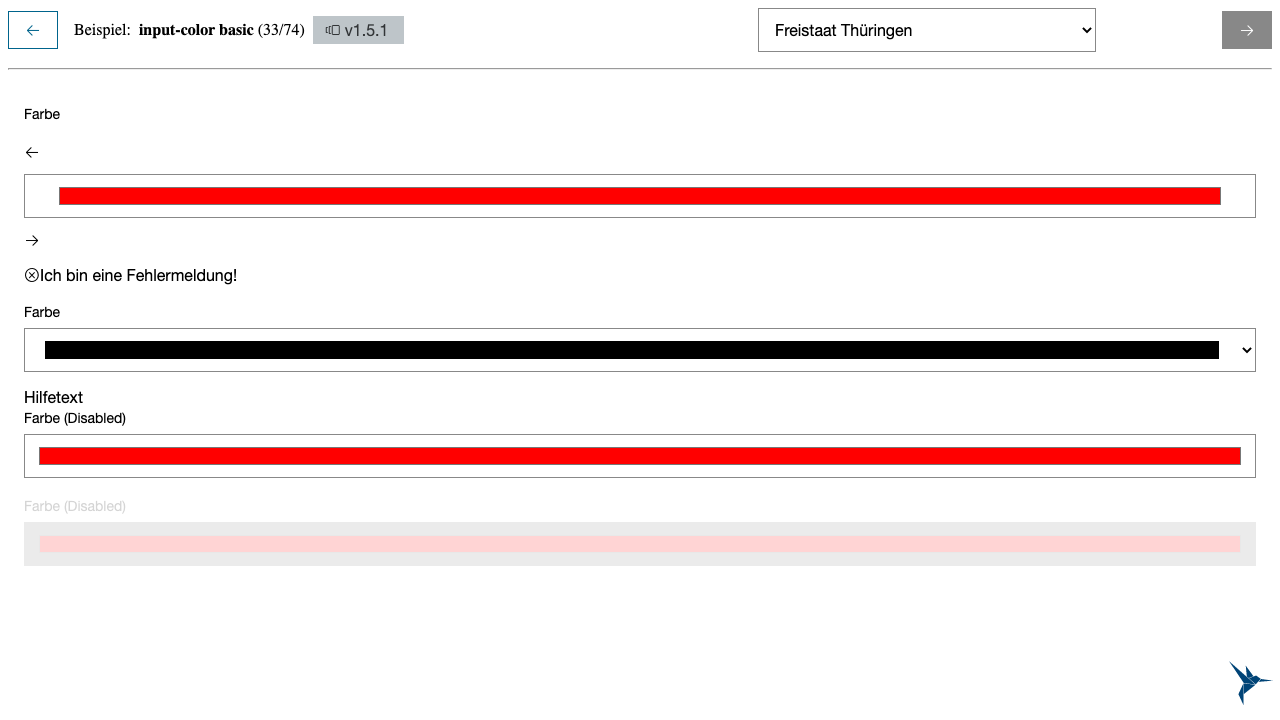 Beispiel: input-color basic (33/74) v1.5.1 Freistaat Thüringen
Farbe
Ich bin eine Fehlermeldung!
Farbe
Hilfetext
Farbe (Disabled)
Farbe (Disabled)